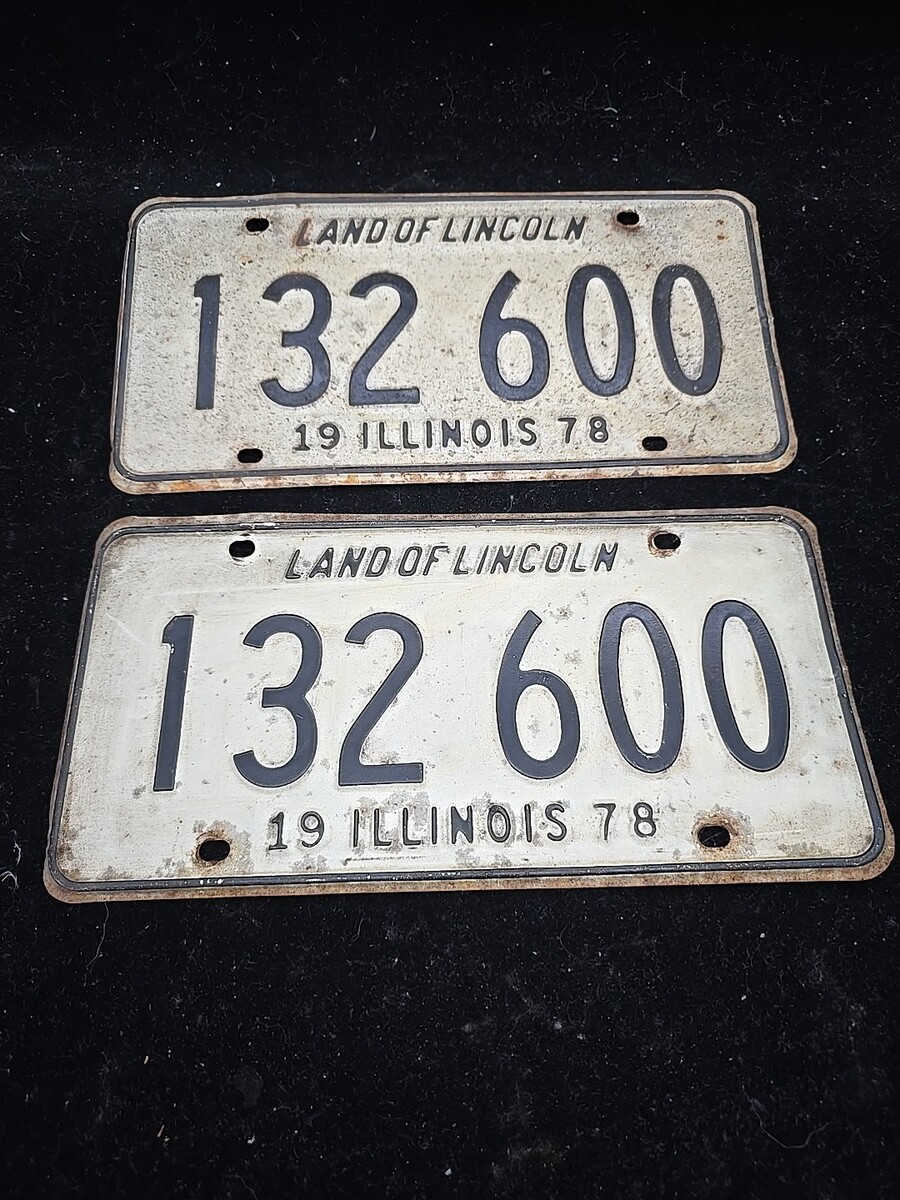 LAND OF LINCOLN
132 600
19 ILLINOIS 78
LAND OF LINCOLN
132 600
19 ILLINOIS 78